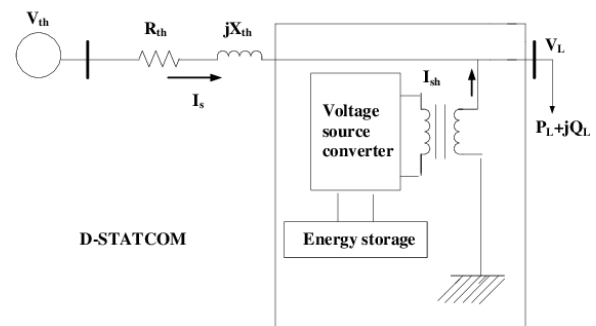 Vth
Rth
jXth
VL
Is
Ish
Voltage
source
converter
PL+jQL
D-STATCOM
Energy storage